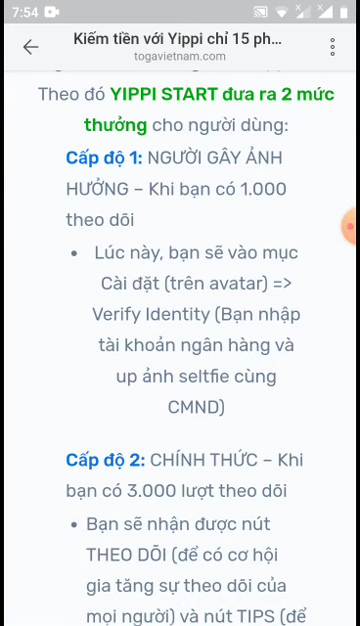 7:54
Kiếm tiền với Yippi chỉ 15 ph...
togavietnam.com
Theo đó YIPPI START đưa ra 2 mức
thưởng cho người dùng:
Cấp độ 1: NGƯỜI GÂY ẢNH
HƯỞNG – Khi bạn có 1.000
theo dõi
• Lúc này, bạn sẽ vào mục
Cài đặt (trên avatar) =>
Verify Identity (Bạn nhập
tài khoản ngân hàng và
up ảnh seltfie cùng
CMND)
Cấp độ 2: CHÍNH THỨC – Khi
bạn có 3.000 lượt theo dõi
• Bạn sẽ nhận được nút
THEO DÕI (để có cơ hội
gia tăng sự theo dõi của
mọi người) và nút TIPS (để